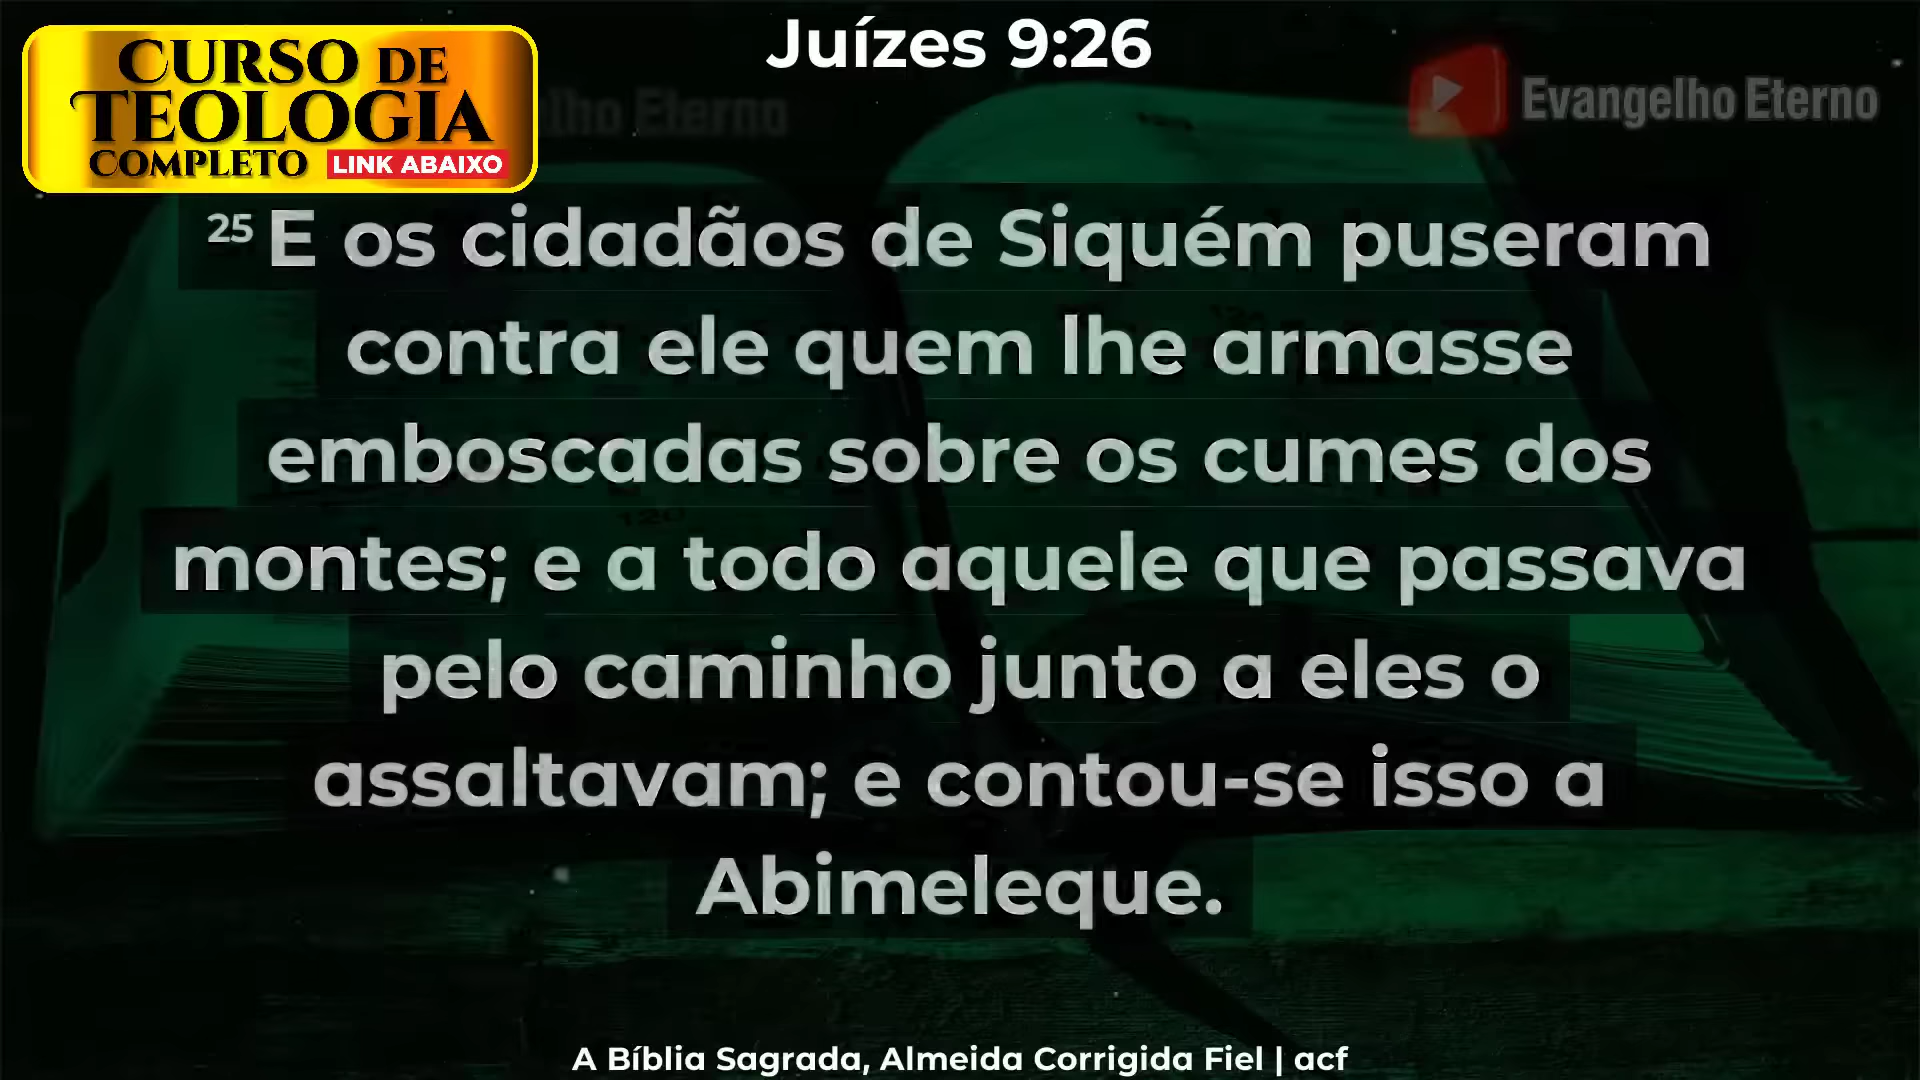 Juízes 9:26
CURSO DE
TEOLOGIA
COMPLETO LINK ABAIXO
Evangelho Eterno
lho Eterno
25 E os cidadãos de Siquém puseram
contra ele quem lhe armasse
emboscadas sobre os cumes dos
montes; e a todo aquele que passava
pelo caminho junto a eles o
assaltavam; e contou-se isso a
Abimeleque.
A Bíblia Sagrada, Almeida Corrigida Fiel | acf